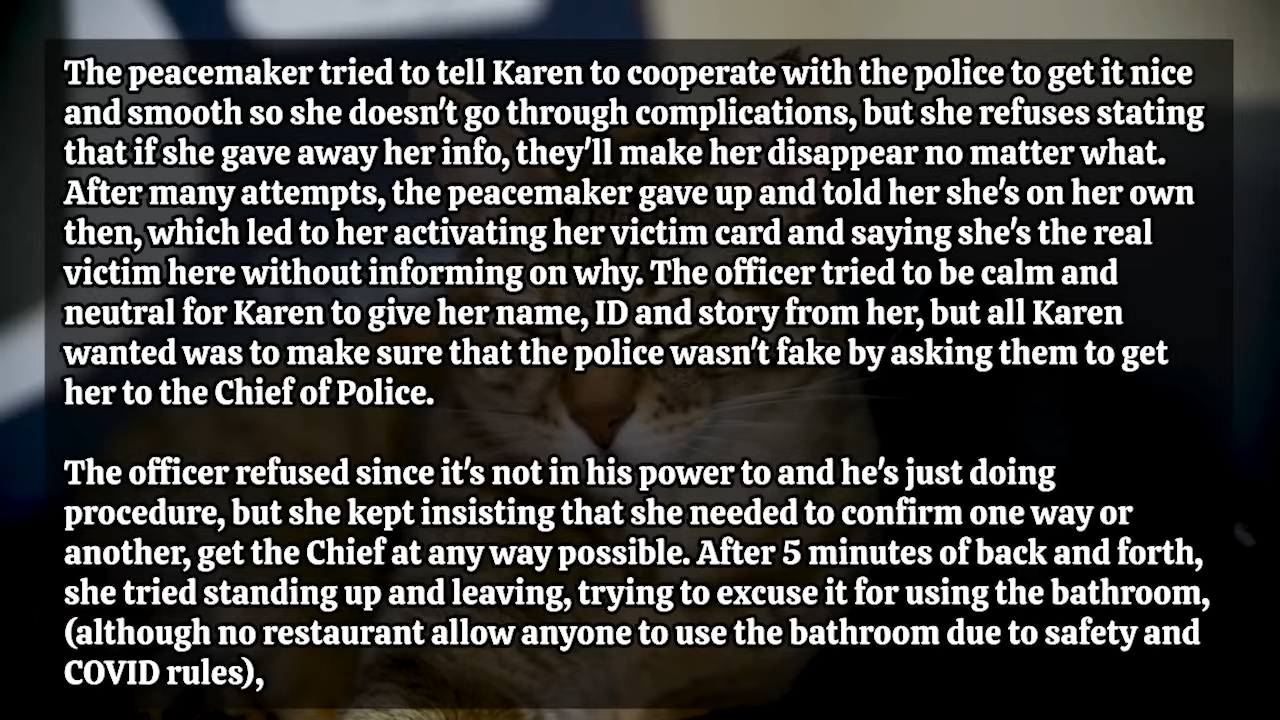 The peacemaker tried to tell Karen to cooperate with the police to get it nice
and smooth so she doesn't go through complications, but she refuses stating
that if she gave away her info, they'll make her disappear no matter what.
After many attempts, the peacemaker gave up and told her she's on her own
then, which led to her activating her victim card and saying she's the real
victim here without informing on why. The officer tried to be calm and
neutral for Karen to give her name, ID and story from her, but all Karen
wanted was to make sure that the police wasn't fake by asking them to get
her to the Chief of Police.
The officer refused since it's not in his power to and he's just doing
procedure, but she kept insisting that she needed to confirm one way or
another, get the Chief at any way possible. After 5 minutes of back and forth,
she tried standing up and leaving, trying to excuse it for using the bathroom,
(although no restaurant allow anyone to use the bathroom due to safety and
COVID rules),